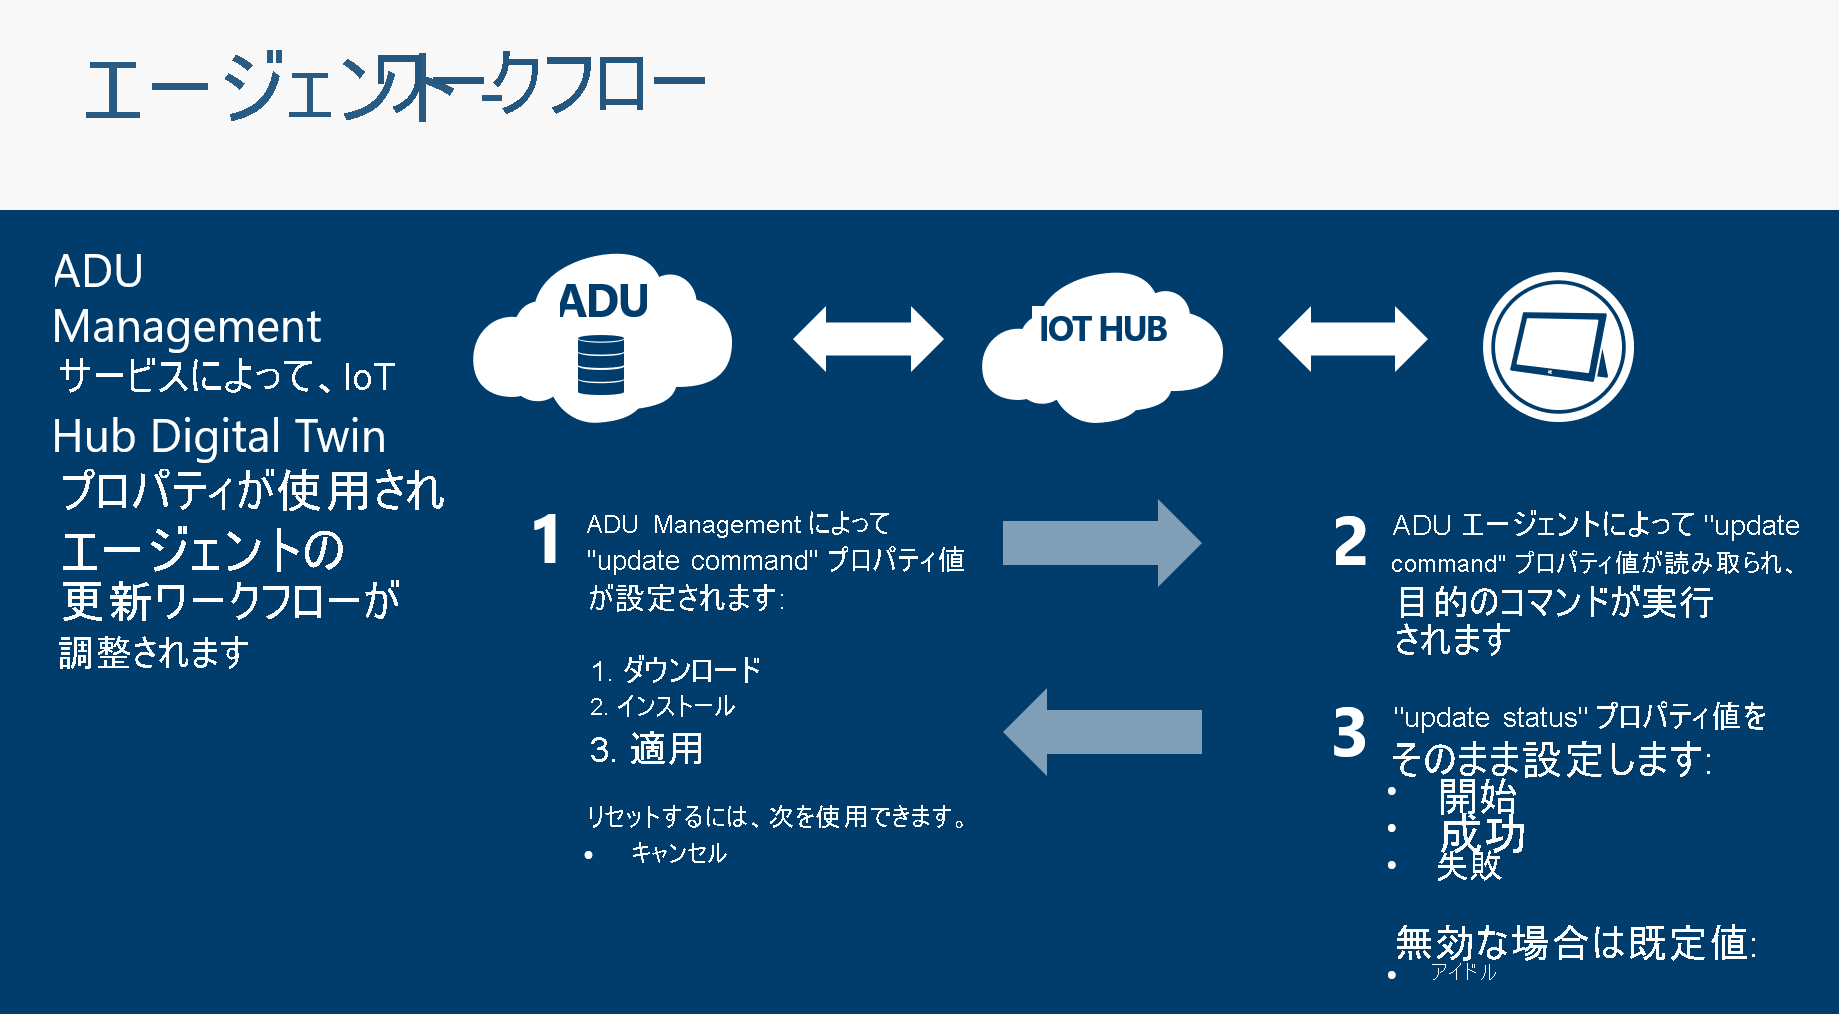 エージェント ワークフロー
ADU
Management
サービスによって、IoT
Hub Digital Twin
プロパティが使用され
エージェントの
更新ワークフローが
調整されます
ADU
IOT HUB
1
ADU Management によって
"update command" プロパティ値
が設定されます:
1. ダウンロード
2. インストール
3. 適用
リセットするには、次を使用できます。
• キャンセル
2
ADU エージェントによって "update
command" プロパティ値が読み取られ、
目的のコマンドが実行
されます
3
"update status" プロパティ値を
そのまま設定します:
• 開始
• 成功
• 失敗
無効な場合は既定値:
• アイドル